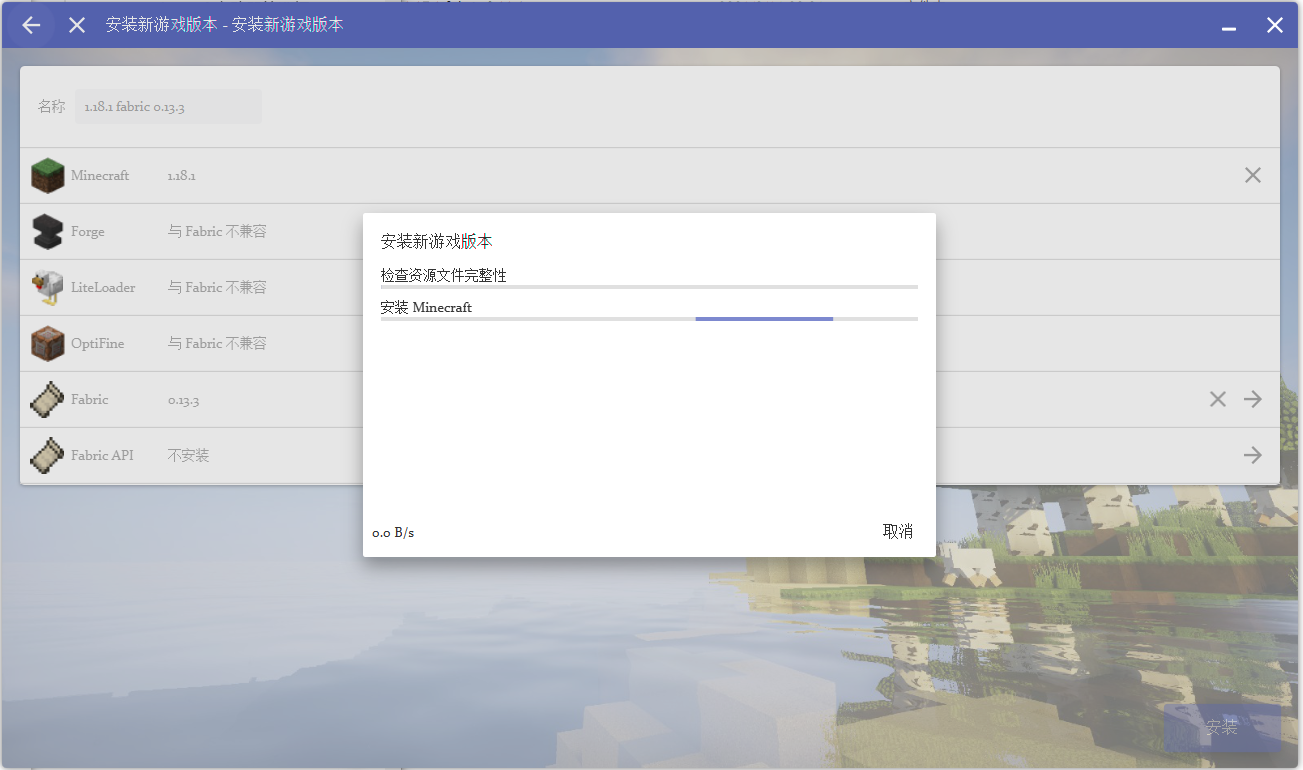 安装新游戏版本 - 安装新游戏版本
名称 1.18.1 fabric 0.13.3
Minecraft 1.18.1
Forge 与 Fabric 不兼容
LiteLoader 与 Fabric 不兼容
OptiFine 与 Fabric 不兼容
Fabric 0.13.3
Fabric API 不安装
安装新游戏版本
检查资源文件完整性
安装 Minecraft
0.0 B/s 取消
安装